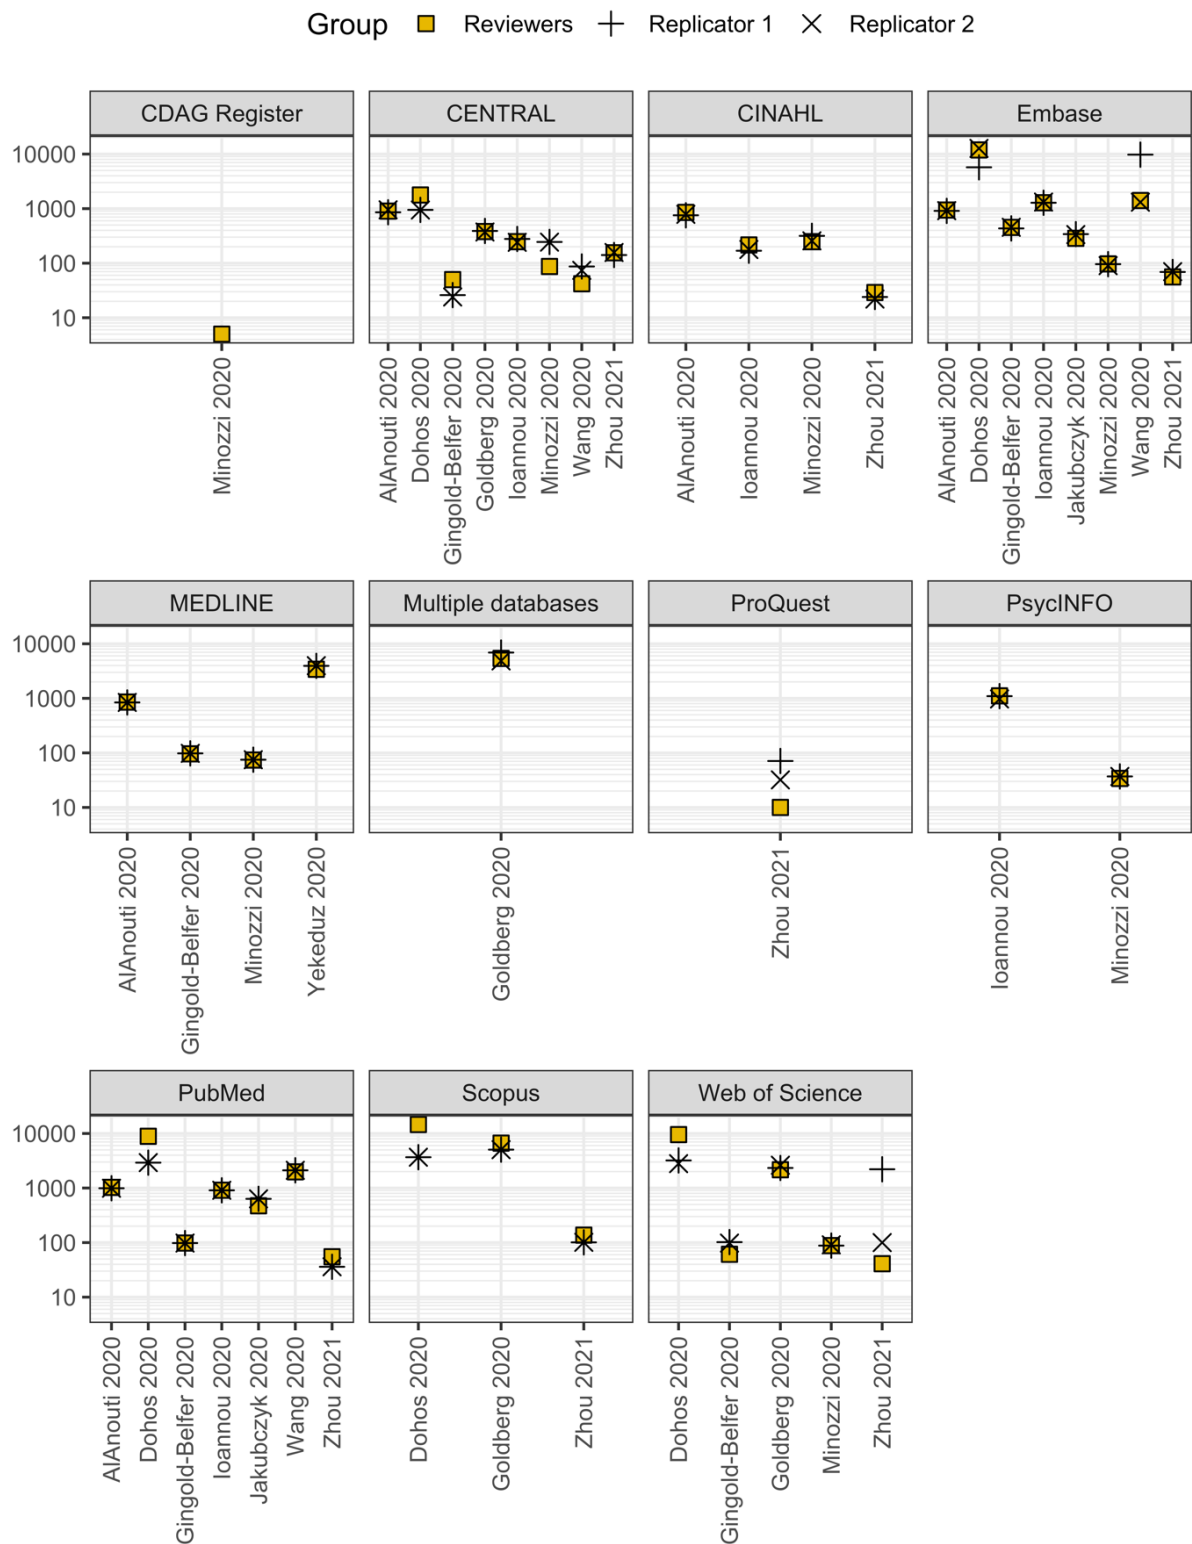 Group Reviewers Replicator 1 Replicator 2
CDAG Register CENTRAL CINAHL Embase
10000
1000
100
10
Minozzi 2020
AlAnouti 2020
Dohos 2020
Gingold-Belfer 2020
Goldberg 2020
Ioannou 2020
Minozzi 2020
Wang 2020
Zhou 2021
AlAnouti 2020
Ioannou 2020
Minozzi 2020
Zhou 2021
AlAnouti 2020
Dohos 2020
Gingold-Belfer 2020
Ioannou 2020
Jakubczyk 2020
Minozzi 2020
Wang 2020
Zhou 2021
MEDLINE Multiple databases ProQuest PsycINFO
10000
1000
100
10
AlAnouti 2020
Gingold-Belfer 2020
Minozzi 2020
Yekeduz 2020
Goldberg 2020
Zhou 2021
Ioannou 2020
Minozzi 2020
PubMed Scopus Web of Science
10000
1000
100
10
AlAnouti 2020
Dohos 2020
Gingold-Belfer 2020
Ioannou 2020
Jakubczyk 2020
Wang 2020
Zhou 2021
Dohos 2020
Goldberg 2020
Zhou 2021
Dohos 2020
Gingold-Belfer 2020
Goldberg 2020
Minozzi 2020
Zhou 2021